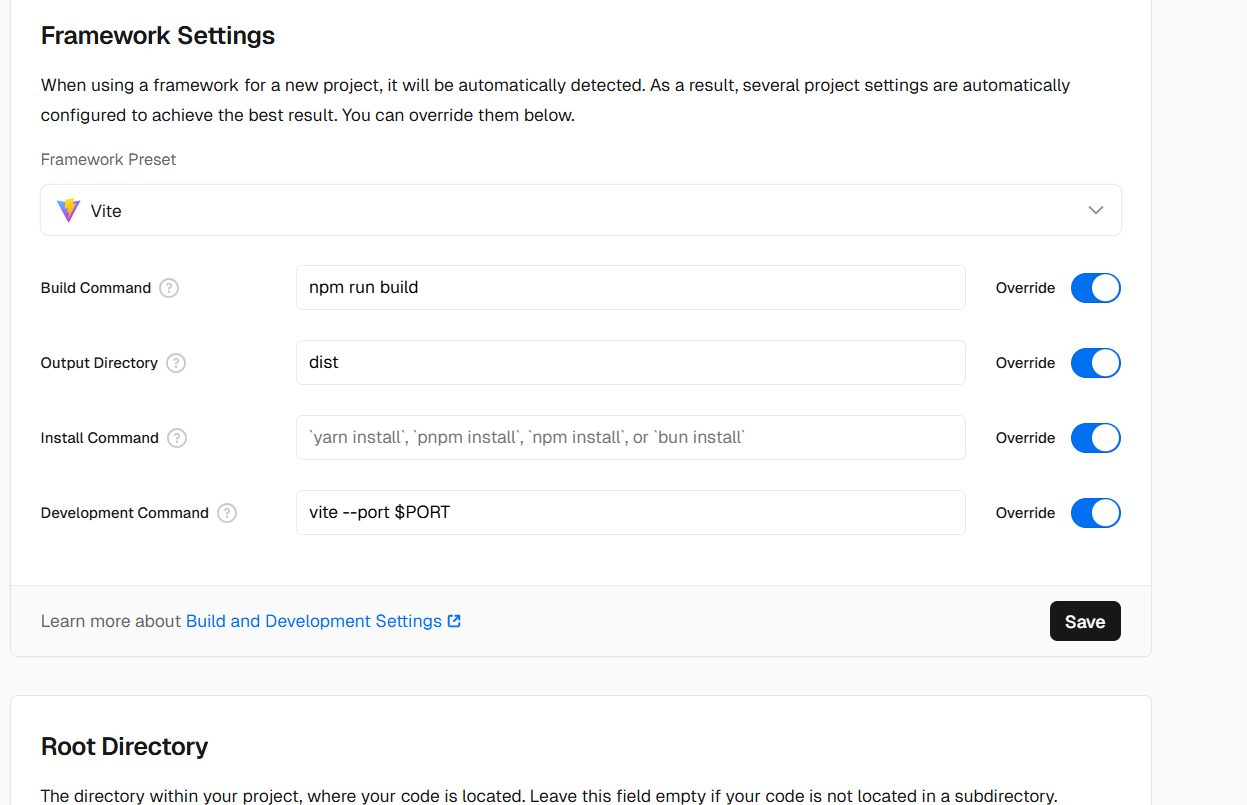 Framework Settings
When using a framework for a new project, it will be automatically detected. As a result, several project settings are automatically
configured to achieve the best result. You can override them below.
Framework Preset
Vite
Build Command ?
npm run build
Override
Output Directory ?
dist
Override
Install Command ?
`yarn install`, `pnpm install`, `npm install`, or `bun install`
Override
Development Command ?
vite --port $PORT
Override
Learn more about Build and Development Settings
Save
Root Directory
The directory within your project, where your code is located. Leave this field empty if your code is not located in a subdirectory.